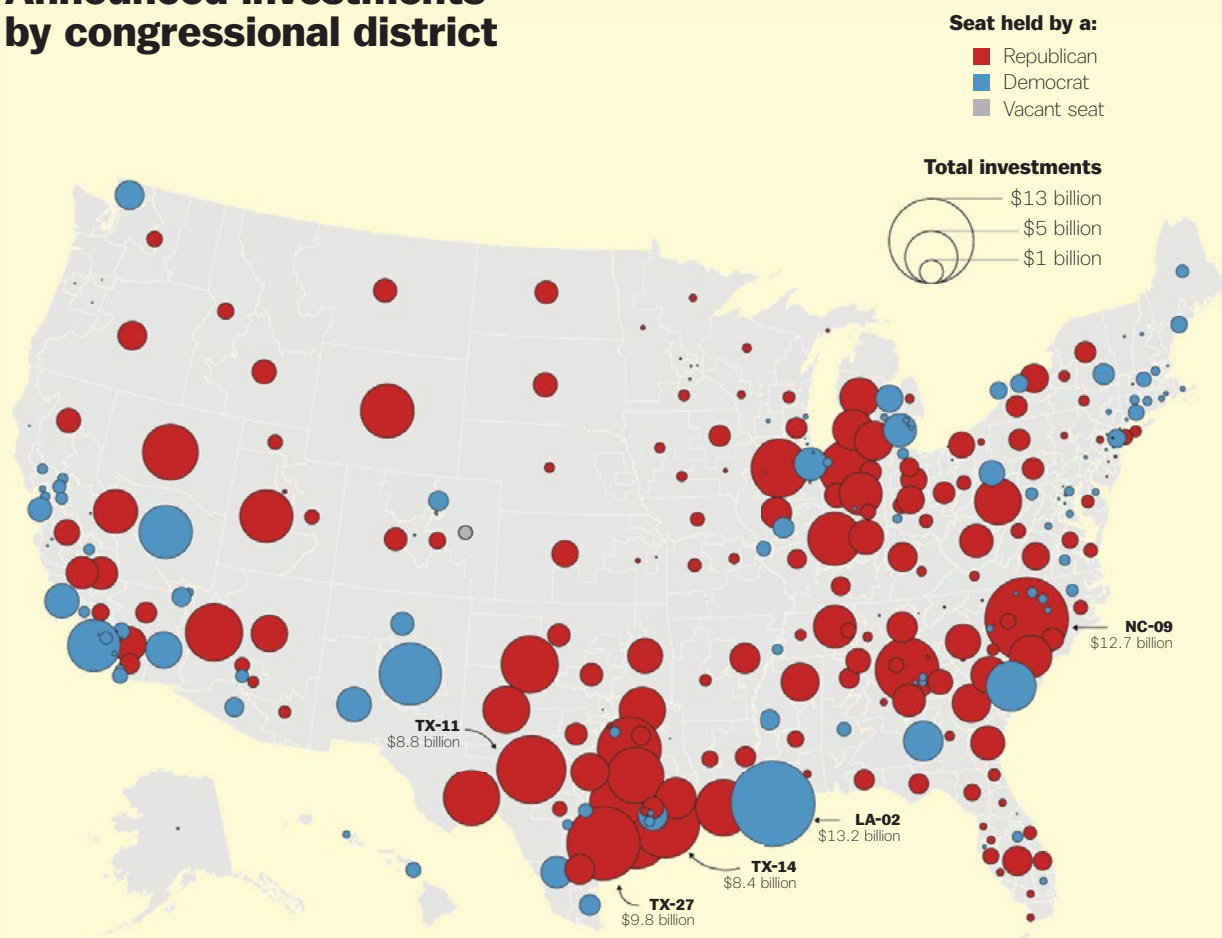 Announced investments
by congressional district
Seat held by a:
Republican
Democrat
Vacant seat
Total investments
$13 billion
$5 billion
$1 billion
NC-09
$12.7 billion
TX-11
$8.8 billion
LA-02
$13.2 billion
TX-14
$8.4 billion
TX-27
$9.8 billion